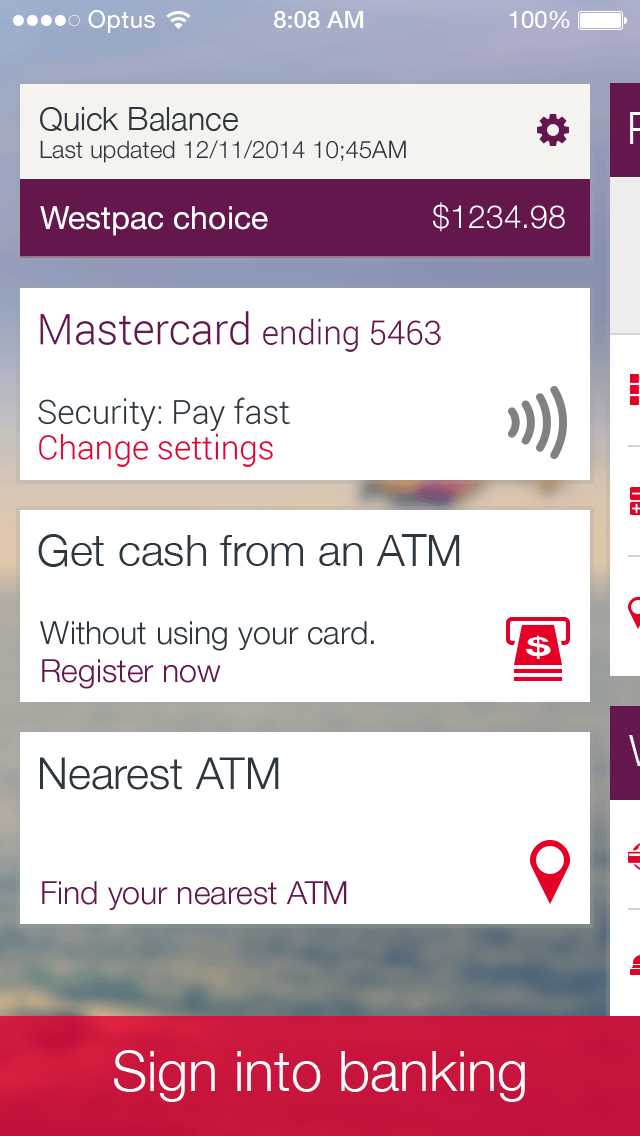 Optus 8:08 AM 100%
Quick Balance
Last updated 12/11/2014 10;45AM
Westpac choice $1234.98
Mastercard ending 5463
Security: Pay fast
Change settings
Get cash from an ATM
Without using your card.
$
Register now
Nearest ATM
Find your nearest ATM
Sign into banking